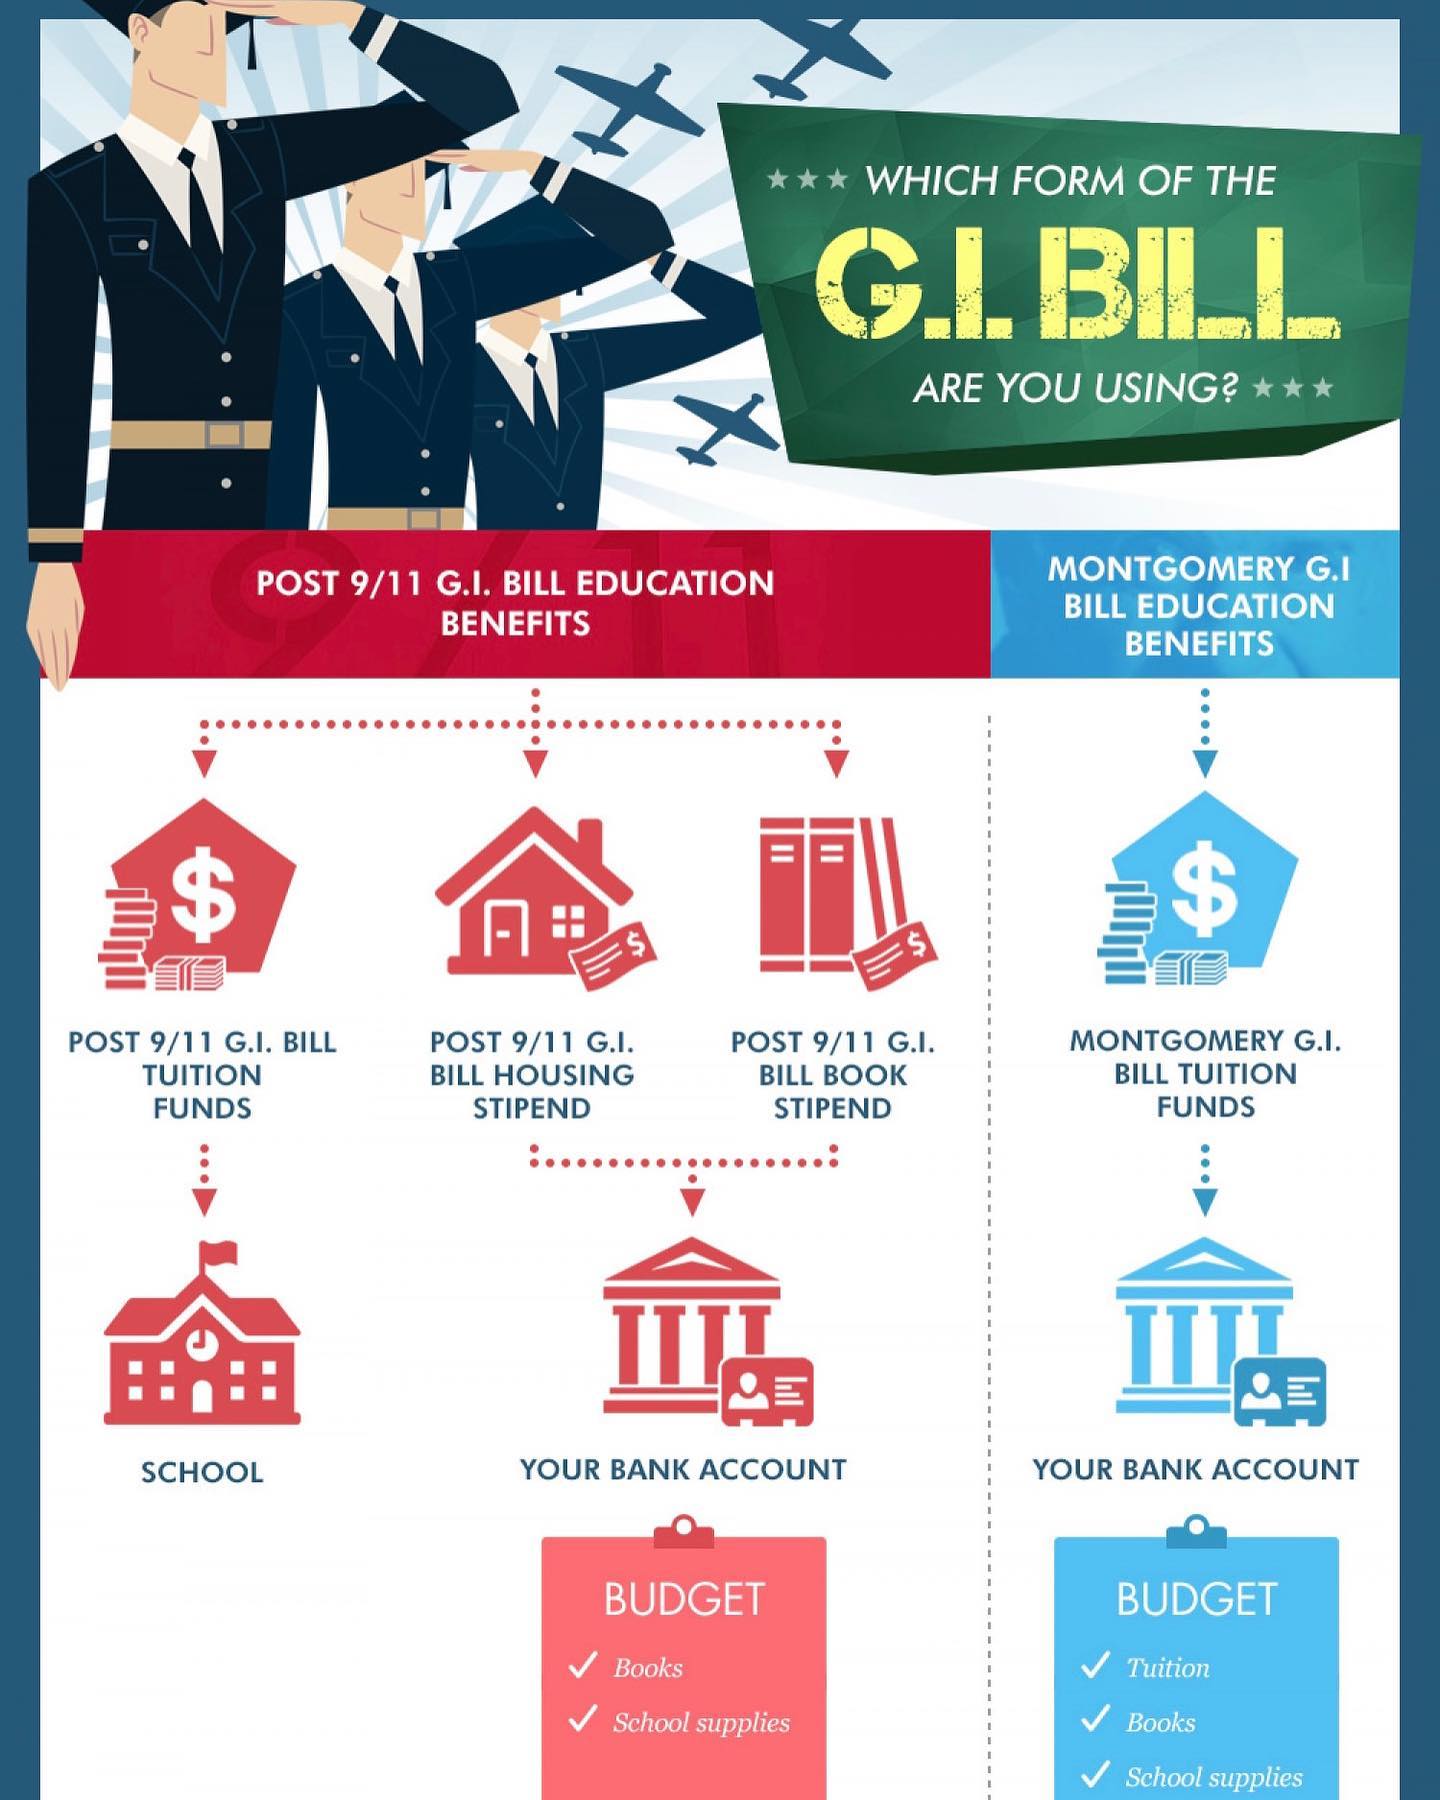 WHICH FORM OF THE
G.I. BILL
ARE YOU USING?
POST 9/11 G.I. BILL EDUCATION
BENEFITS
MONTGOMERY G.I
BILL EDUCATION
BENEFITS
9/11
$
$
$
$
POST 9/11 G.I. BILL
TUITION
FUNDS
POST 9/11 G.I.
BILL HOUSING
STIPEND
POST 9/11 G.I.
BILL BOOK
STIPEND
MONTGOMERY G.I.
BILL TUITION
FUNDS
SCHOOL
YOUR BANK ACCOUNT
YOUR BANK ACCOUNT
BUDGET
Books
School supplies
BUDGET
Tuition
Books
School supplies